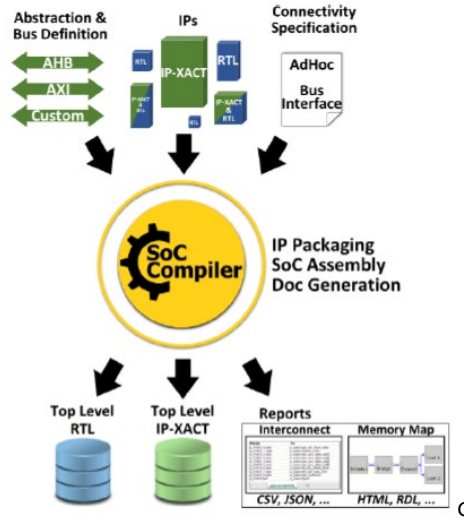 Abstraction &
Bus Definition
AHB
AXI
Custom
IPs
RTL
IP-XACT
RTL
IP-XACT
&
RTL
RTL
IP-XACT
&
RTL
Connectivity
Specification
AdHoc
Bus
Interface
SoC
Compiler
IP Packaging
SoC Assembly
Doc Generation
Top Level
RTL
Top Level
IP-XACT
Reports
Interconnect
Memory Map
CSV, JSON, ...
HTML, RDL, ...